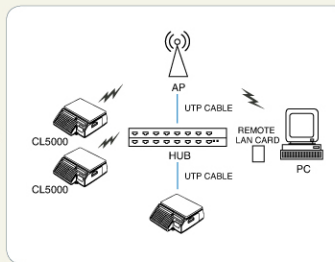 AP
UTP CABLE
CL5000
REMOTE
LAN CARD
HUB
PC
CL5000
UTP CABLE